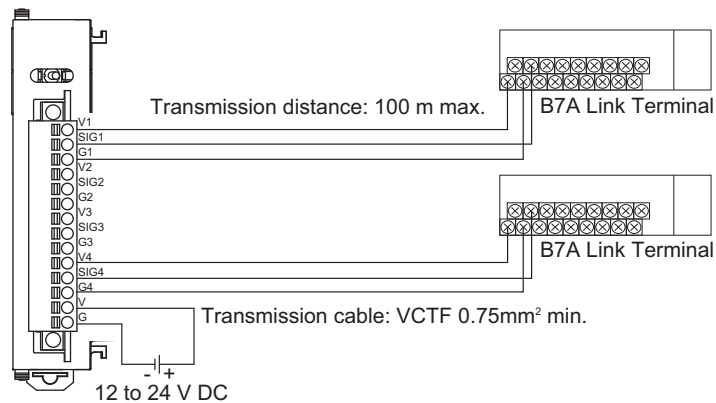 Transmission distance: 100 m max.
B7A Link Terminal
V1
SIG1
G1
V2
SIG2
G2
V3
SIG3
G3
V4
SIG4
G4
V
G
B7A Link Terminal
Transmission cable: VCTF 0.75mm² min.
- +
12 to 24 V DC